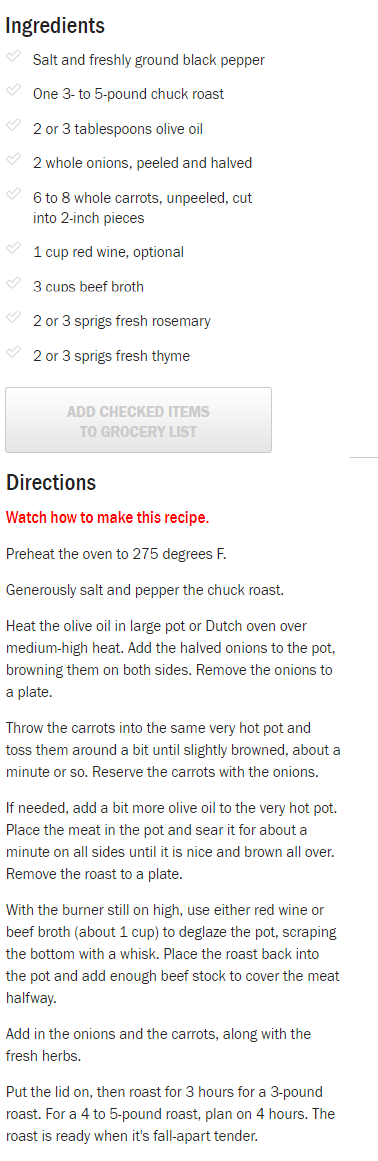 Ingredients
Salt and freshly ground black pepper
One 3- to 5-pound chuck roast
2 or 3 tablespoons olive oil
2 whole onions, peeled and halved
6 to 8 whole carrots, unpeeled, cut
into 2-inch pieces
1 cup red wine, optional
3 cups beef broth
2 or 3 sprigs fresh rosemary
2 or 3 sprigs fresh thyme
ADD CHECKED ITEMS
TO GROCERY LIST
Directions
Watch how to make this recipe.
Preheat the oven to 275 degrees F.
Generously salt and pepper the chuck roast.
Heat the olive oil in large pot or Dutch oven over
medium-high heat. Add the halved onions to the pot,
browning them on both sides. Remove the onions to
a plate.
Throw the carrots into the same very hot pot and
toss them around a bit until slightly browned, about a
minute or so. Reserve the carrots with the onions.
If needed, add a bit more olive oil to the very hot pot.
Place the meat in the pot and sear it for about a
minute on all sides until it is nice and brown all over.
Remove the roast to a plate.
With the burner still on high, use either red wine or
beef broth (about 1 cup) to deglaze the pot, scraping
the bottom with a whisk. Place the roast back into
the pot and add enough beef stock to cover the meat
halfway.
Add in the onions and the carrots, along with the
fresh herbs.
Put the lid on, then roast for 3 hours for a 3-pound
roast. For a 4 to 5-pound roast, plan on 4 hours. The
roast is ready when it's fall-apart tender.